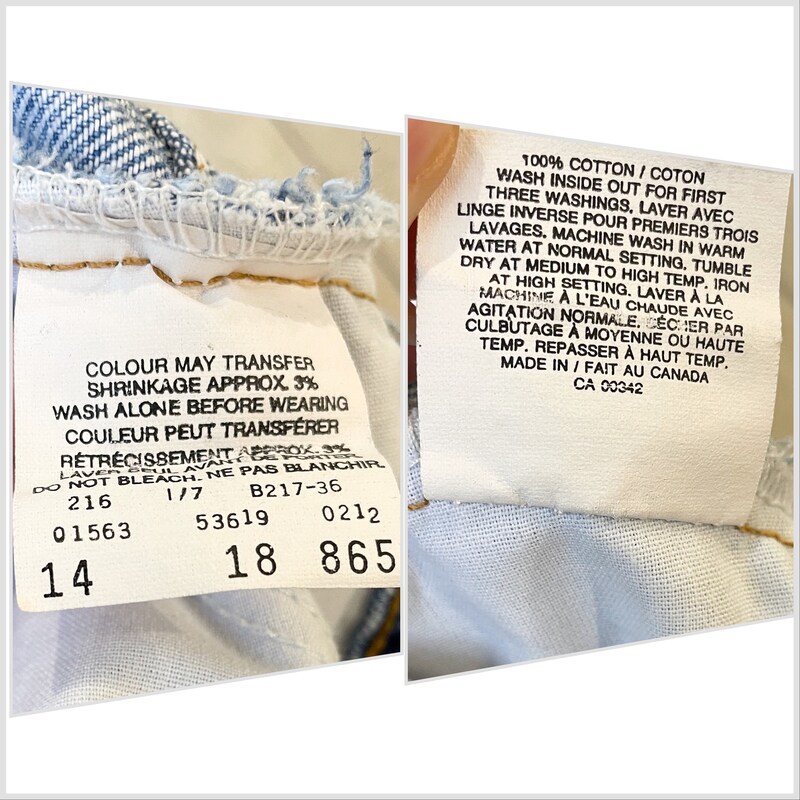 COLOUR MAY TRANSFER
SHRINKAGE APPROX. 3%
WASH ALONE BEFORE WEARING
COULEUR PEUT TRANSFÉRER
RÉTRÉCISSEMENT APPROX. 3%
LAVER SEUL AVANT DE PORTER.
DO NOT BLEACH. NE PAS BLANCHIR.
216 1/7 B217-36
01563 53619 0212
14 18 865
100% COTTON / COTON
WASH INSIDE OUT FOR FIRST
THREE WASHINGS. LAVER AVEC
LINGE INVERSE POUR PREMIERS TROIS
LAVAGES. MACHINE WASH IN WARM
WATER AT NORMAL SETTING. TUMBLE
DRY AT MEDIUM TO HIGH TEMP. IRON
AT HIGH SETTING. LAVER À LA
MACHINE À L'EAU CHAUDE AVEC
AGITATION NORMALE. SÉCHER PAR
CULBUTAGE À MOYENNE OU HAUTE
TEMP. REPASSER À HAUT TEMP.
MADE IN / FAIT AU CANADA
CA 00342